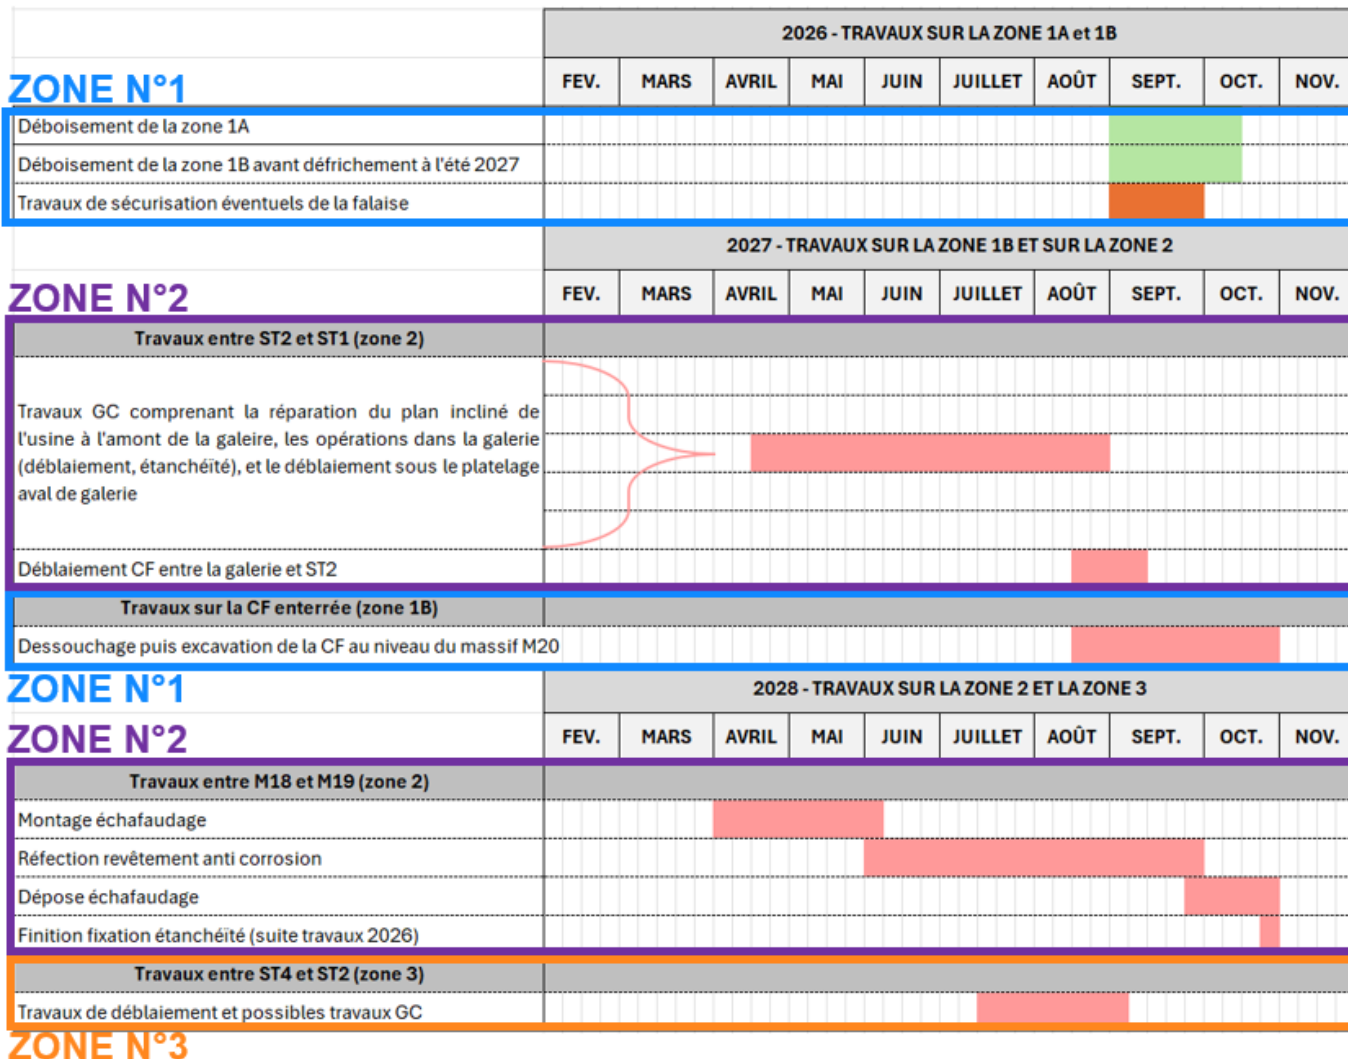 2026 - TRAVAUX SUR LA ZONE 1A et 1B
ZONE N°1
FEV. MARS AVRIL MAI JUIN JUILLET AOÛT SEPT. OCT. NOV.
Déboisement de la zone 1A
Déboisement de la zone 1B avant défrichement à l'été 2027
Travaux de sécurisation éventuels de la falaise
2027 - TRAVAUX SUR LA ZONE 1B ET SUR LA ZONE 2
ZONE N°2
FEV. MARS AVRIL MAI JUIN JUILLET AOÛT SEPT. OCT. NOV.
Travaux entre ST2 et ST1 (zone 2)
Travaux GC comprenant la réparation du plan incliné de
l'usine à l'amont de la galeire, les opérations dans la galerie
(déblaiement, étanchéïté), et le déblaiement sous le platelage
aval de galerie
Déblaiement CF entre la galerie et ST2
Travaux sur la CF enterrée (zone 1B)
Dessouchage puis excavation de la CF au niveau du massif M20
ZONE N°1
2028 - TRAVAUX SUR LA ZONE 2 ET LA ZONE 3
ZONE N°2
FEV. MARS AVRIL MAI JUIN JUILLET AOÛT SEPT. OCT. NOV.
Travaux entre M18 et M19 (zone 2)
Montage échafaudage
Réfection revêtement anti corrosion
Dépose échafaudage
Finition fixation étanchéïté (suite travaux 2026)
Travaux entre ST4 et ST2 (zone 3)
Travaux de déblaiement et possibles travaux GC
ZONE N°3